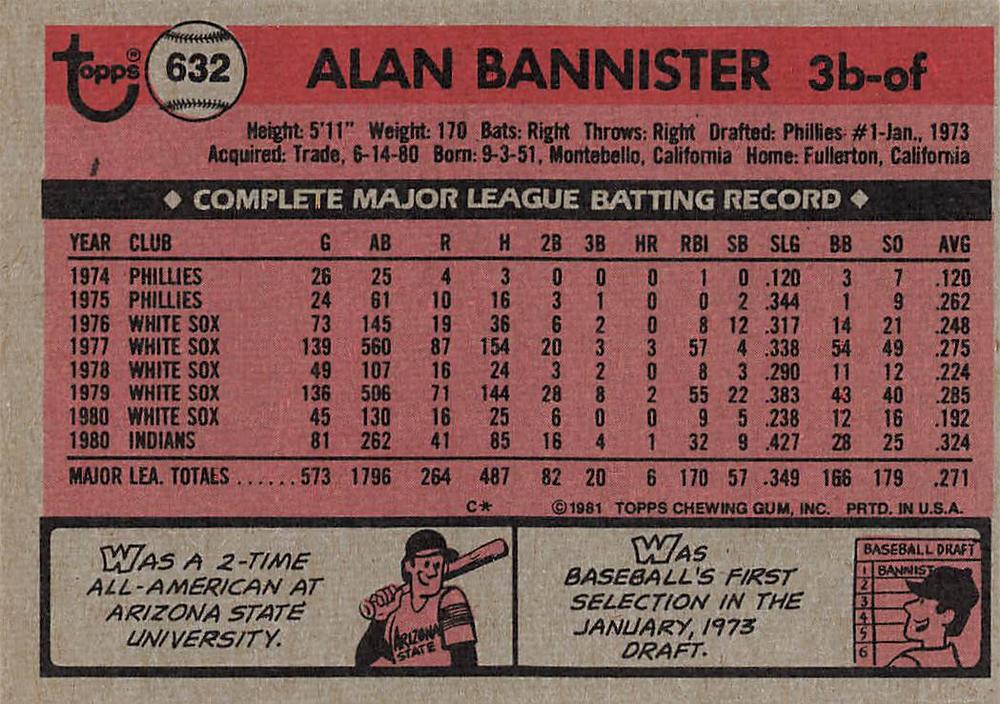 topps® 632 ALAN BANNISTER 3b-of
Height: 5'11" Weight: 170 Bats: Right Throws: Right Drafted: Phillies #1-Jan., 1973
Acquired: Trade, 6-14-80 Born: 9-3-51, Montebello, California Home: Fullerton, California
◆ COMPLETE MAJOR LEAGUE BATTING RECORD ◆
YEAR CLUB G AB R H 2B 3B HR RBI SB SLG BB SO AVG
1974 PHILLIES 26 25 4 3 0 0 0 1 0 .120 3 7 .120
1975 PHILLIES 24 61 10 16 3 1 0 0 2 .344 1 9 .262
1976 WHITE SOX 73 145 19 36 6 2 0 8 12 .317 14 21 .248
1977 WHITE SOX 139 560 87 154 20 3 3 57 4 .338 54 49 .275
1978 WHITE SOX 49 107 16 24 3 2 0 8 3 .290 11 12 .224
1979 WHITE SOX 136 506 71 144 28 8 2 55 22 .383 43 40 .285
1980 WHITE SOX 45 130 16 25 6 0 0 9 5 .238 12 16 .192
1980 INDIANS 81 262 41 85 16 4 1 32 9 .427 28 25 .324
MAJOR LEA. TOTALS ......573 1796 264 487 82 20 6 170 57 .349 166 179 .271
C* ©1981 TOPPS CHEWING GUM, INC. PRTD. IN U.S.A.
WAS A 2-TIME
ALL-AMERICAN AT
ARIZONA STATE
UNIVERSITY.
ARIZONA
STATE
WAS
BASEBALL'S FIRST
SELECTION IN THE
JANUARY, 1973
DRAFT.
BASEBALL DRAFT
1 BANNIST
2
3
4
5
6